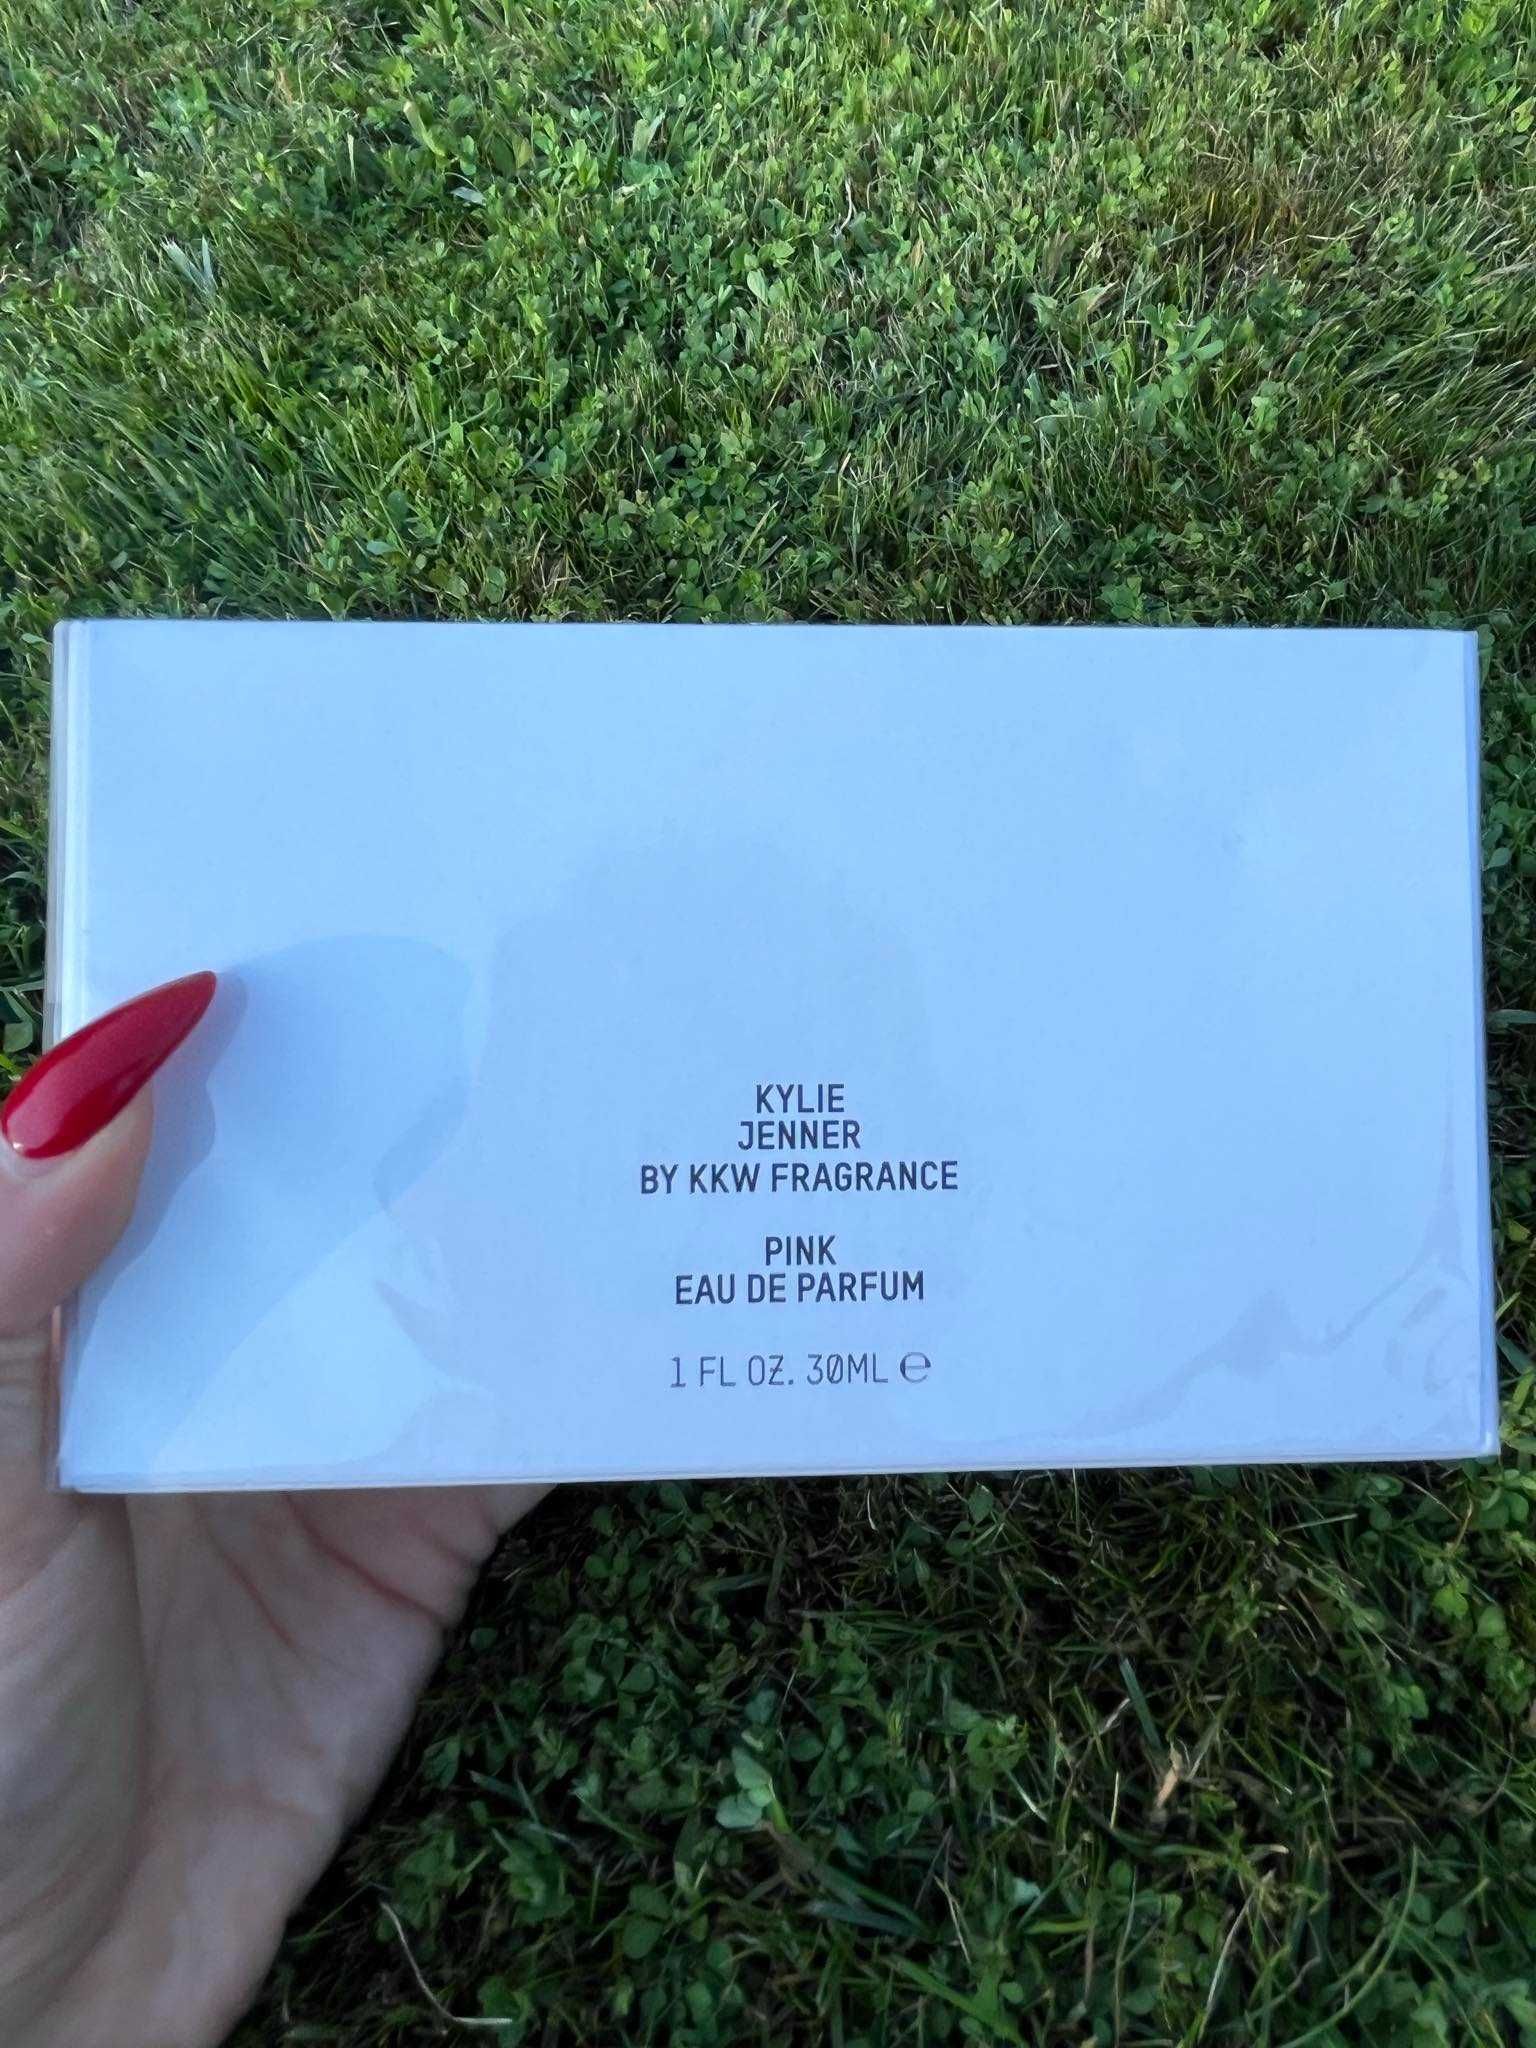 KYLIE
JENNER
BY KKW FRAGRANCE
PINK
EAU DE PARFUM
1 FL OZ. 30ML ℮